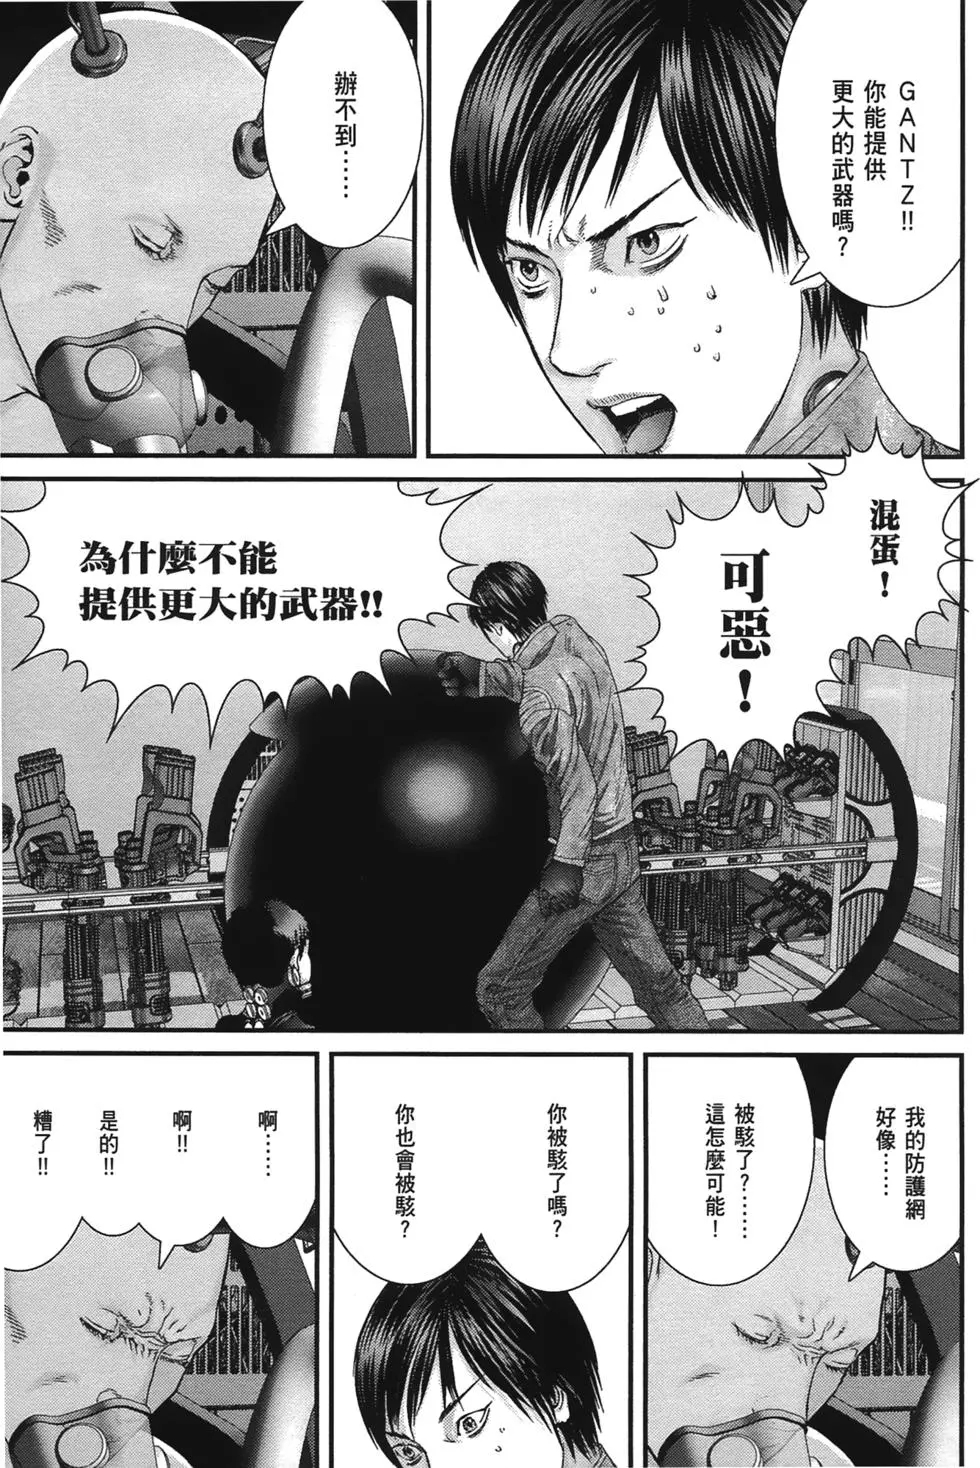 GANTZ!!
你能提供
更大的武器嗎？
辦不到……
混蛋！
可惡！
為什麼不能
提供更大的武器!!
我的防護網
好像……
被駭了？……
這怎麼可能！
你被駭了嗎？
你也會被駭？
啊……
啊!!
是的!!
糟了!!